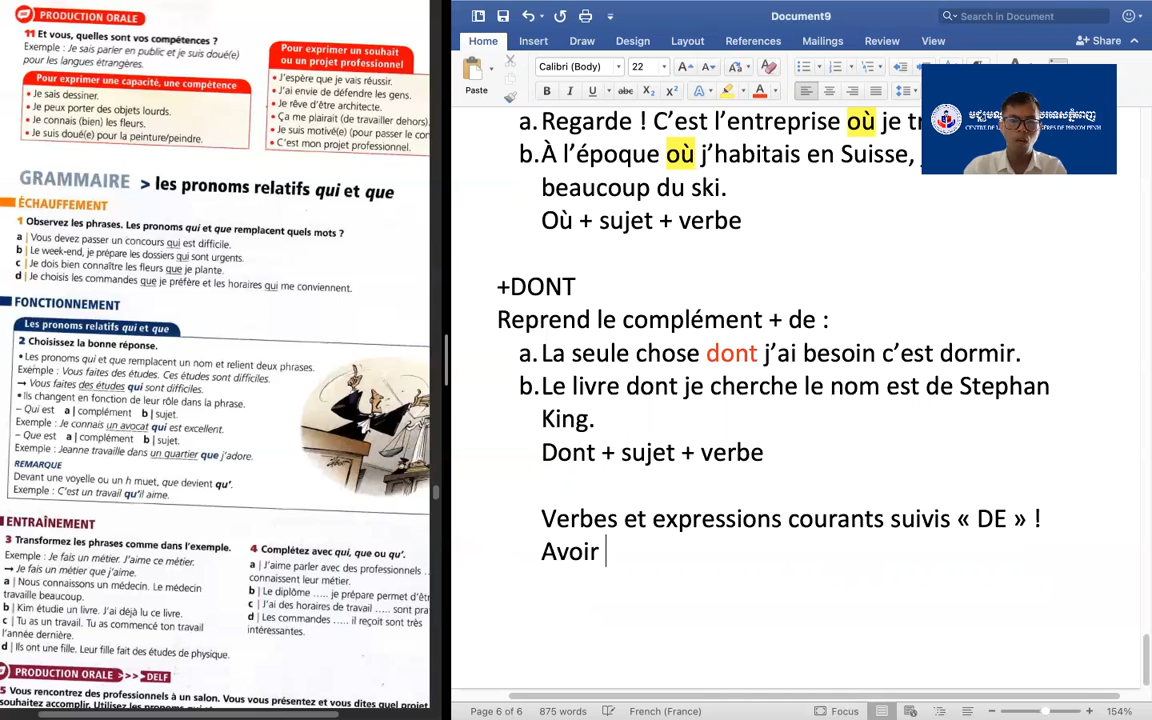 PRODUCTION ORALE
11 Et vous, quelles sont vos compétences ?
Exemple : Je sais parler en public et je suis doué(e)
pour les langues étrangères.
Pour exprimer une capacité, une compétence
• Je sais dessiner.
• Je peux porter des objets lourds.
• Je connais (bien) les fleurs.
• Je suis doué(e) pour la peinture/peindre.
Pour exprimer un souhait
ou un projet professionnel
• J'espère que je vais réussir.
• J'ai envie de défendre les gens.
• Je rêve d'être architecte.
• Ça me plairait (de travailler dehors).
• Je suis motivé(e) (pour passer le con
• C'est mon projet professionnel.
GRAMMAIRE > les pronoms relatifs qui et que
ÉCHAUFFEMENT
1 Observez les phrases. Les pronoms qui et que remplacent quels mots ?
a | Vous devez passer un concours qui est difficile.
b | Le week-end, je prépare les dossiers qui sont urgents.
c | Je dois bien connaître les fleurs que je plante.
d | Je choisis les commandes que je préfère et les horaires qui me conviennent.
FONCTIONNEMENT
Les pronoms relatifs qui et que
2 Choisissez la bonne réponse.
• Les pronoms qui et que remplacent un nom et relient deux phrases.
Exemple : Vous faites des études. Ces études sont difficiles.
→ Vous faites des études qui sont difficiles.
• Ils changent en fonction de leur rôle dans la phrase.
– Qui est a | complément b | sujet.
Exemple : Je connais un avocat qui est excellent.
– Que est a | complément b | sujet.
Exemple : Jeanne travaille dans un quartier que j'adore.
REMARQUE
Devant une voyelle ou un h muet, que devient qu'.
Exemple : C'est un travail qu'il aime.
ENTRAÎNEMENT
3 Transformez les phrases comme dans l'exemple.
Exemple : Je fais un métier. J'aime ce métier.
→ Je fais un métier que j'aime.
a | Nous connaissons un médecin. Le médecin
travaille beaucoup.
b | Kim étudie un livre. J'ai déjà lu ce livre.
c | Tu as un travail. Tu as commencé ton travail
l'année dernière.
d | Ils ont une fille. Leur fille fait des études de physique.
4 Complétez avec qui, que ou qu'.
a | J'aime parler avec des professionnels ..
connaissent leur métier.
b | Le diplôme ..... je prépare permet d'êtr
c | J'ai des horaires de travail ..... sont pra
d | Les commandes ..... il reçoit sont très
intéressantes.
PRODUCTION ORALE >>> DELF
5 Vous rencontrez des professionnels à un salon. Vous vous présentez et vous dites quel projet
souhaitez accomplir. Utilisez les pronoms
Document9
Search in Document
Home Insert Draw Design Layout References Mailings Review View
Share
Paste
Calibri (Body) 22
a. Regarde ! C'est l'entreprise où je tr
b. À l'époque où j'habitais en Suisse, j
beaucoup du ski.
Où + sujet + verbe
+DONT
Reprend le complément + de :
a. La seule chose dont j'ai besoin c'est dormir.
b. Le livre dont je cherche le nom est de Stephan
King.
Dont + sujet + verbe
Verbes et expressions courants suivis « DE » !
Avoir
Page 6 of 6 875 words French (France) Focus 154%